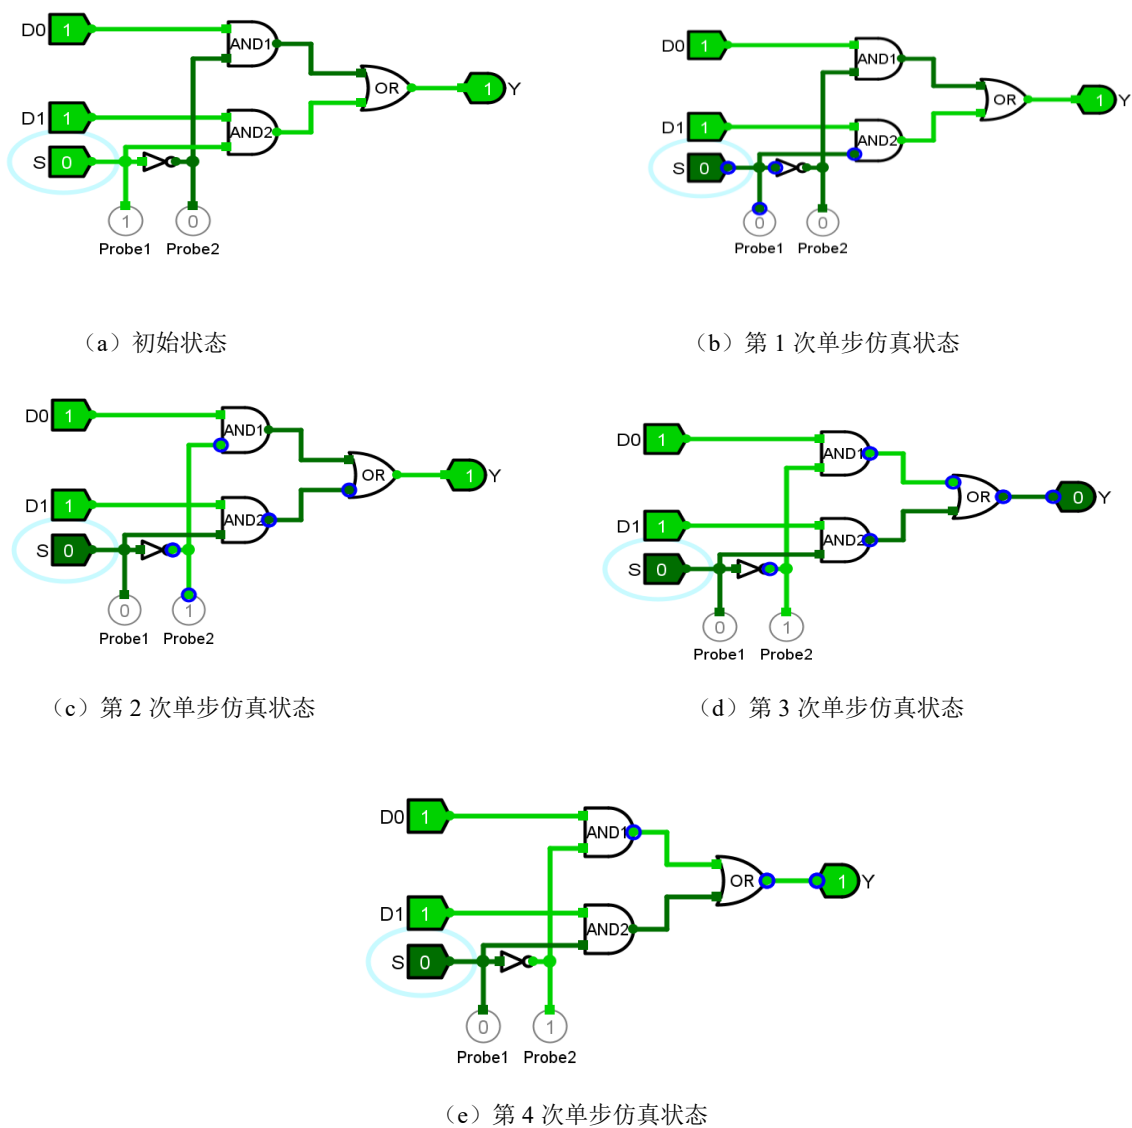 D0 1 AND1
OR 1 Y
D1 1 AND2
S 0
1 0
Probe1 Probe2
（a）初始状态
D0 1 AND1
OR 1 Y
D1 1 AND2
S 0
0 0
Probe1 Probe2
（b）第 1 次单步仿真状态
D0 1 AND1
OR 1 Y
D1 1 AND2
S 0
0 1
Probe1 Probe2
（c）第 2 次单步仿真状态
D0 1 AND1
OR 0 Y
D1 1 AND2
S 0
0 1
Probe1 Probe2
（d）第 3 次单步仿真状态
D0 1 AND1
OR 1 Y
D1 1 AND2
S 0
0 1
Probe1 Probe2
（e）第 4 次单步仿真状态